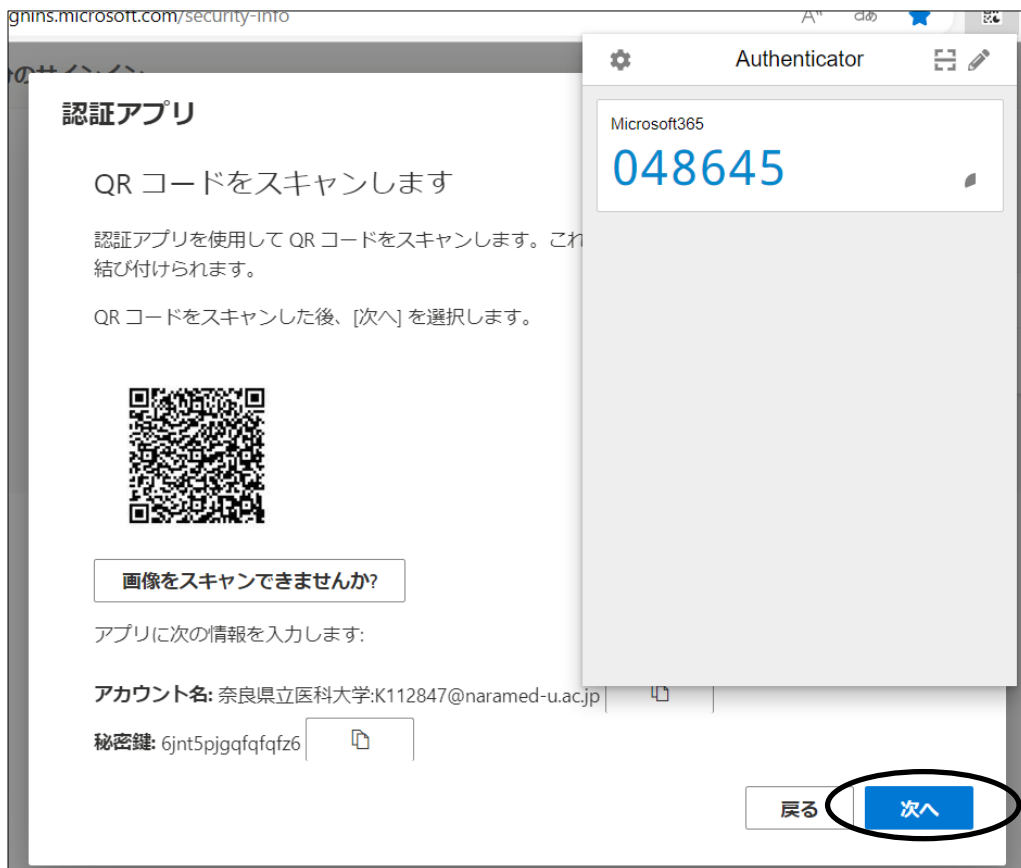 gnins.microsoft.com/security-info
Authenticator
認証アプリ
Microsoft365
048645
QR コードをスキャンします
認証アプリを使用して QR コードをスキャンします。これ
結び付けられます。
QR コードをスキャンした後、[次へ] を選択します。
画像をスキャンできませんか?
アプリに次の情報を入力します:
アカウント名: 奈良県立医科大学:K112847@naramed-u.ac.jp
秘密鍵: 6jnt5pjgqfqfqfz6
戻る 次へ